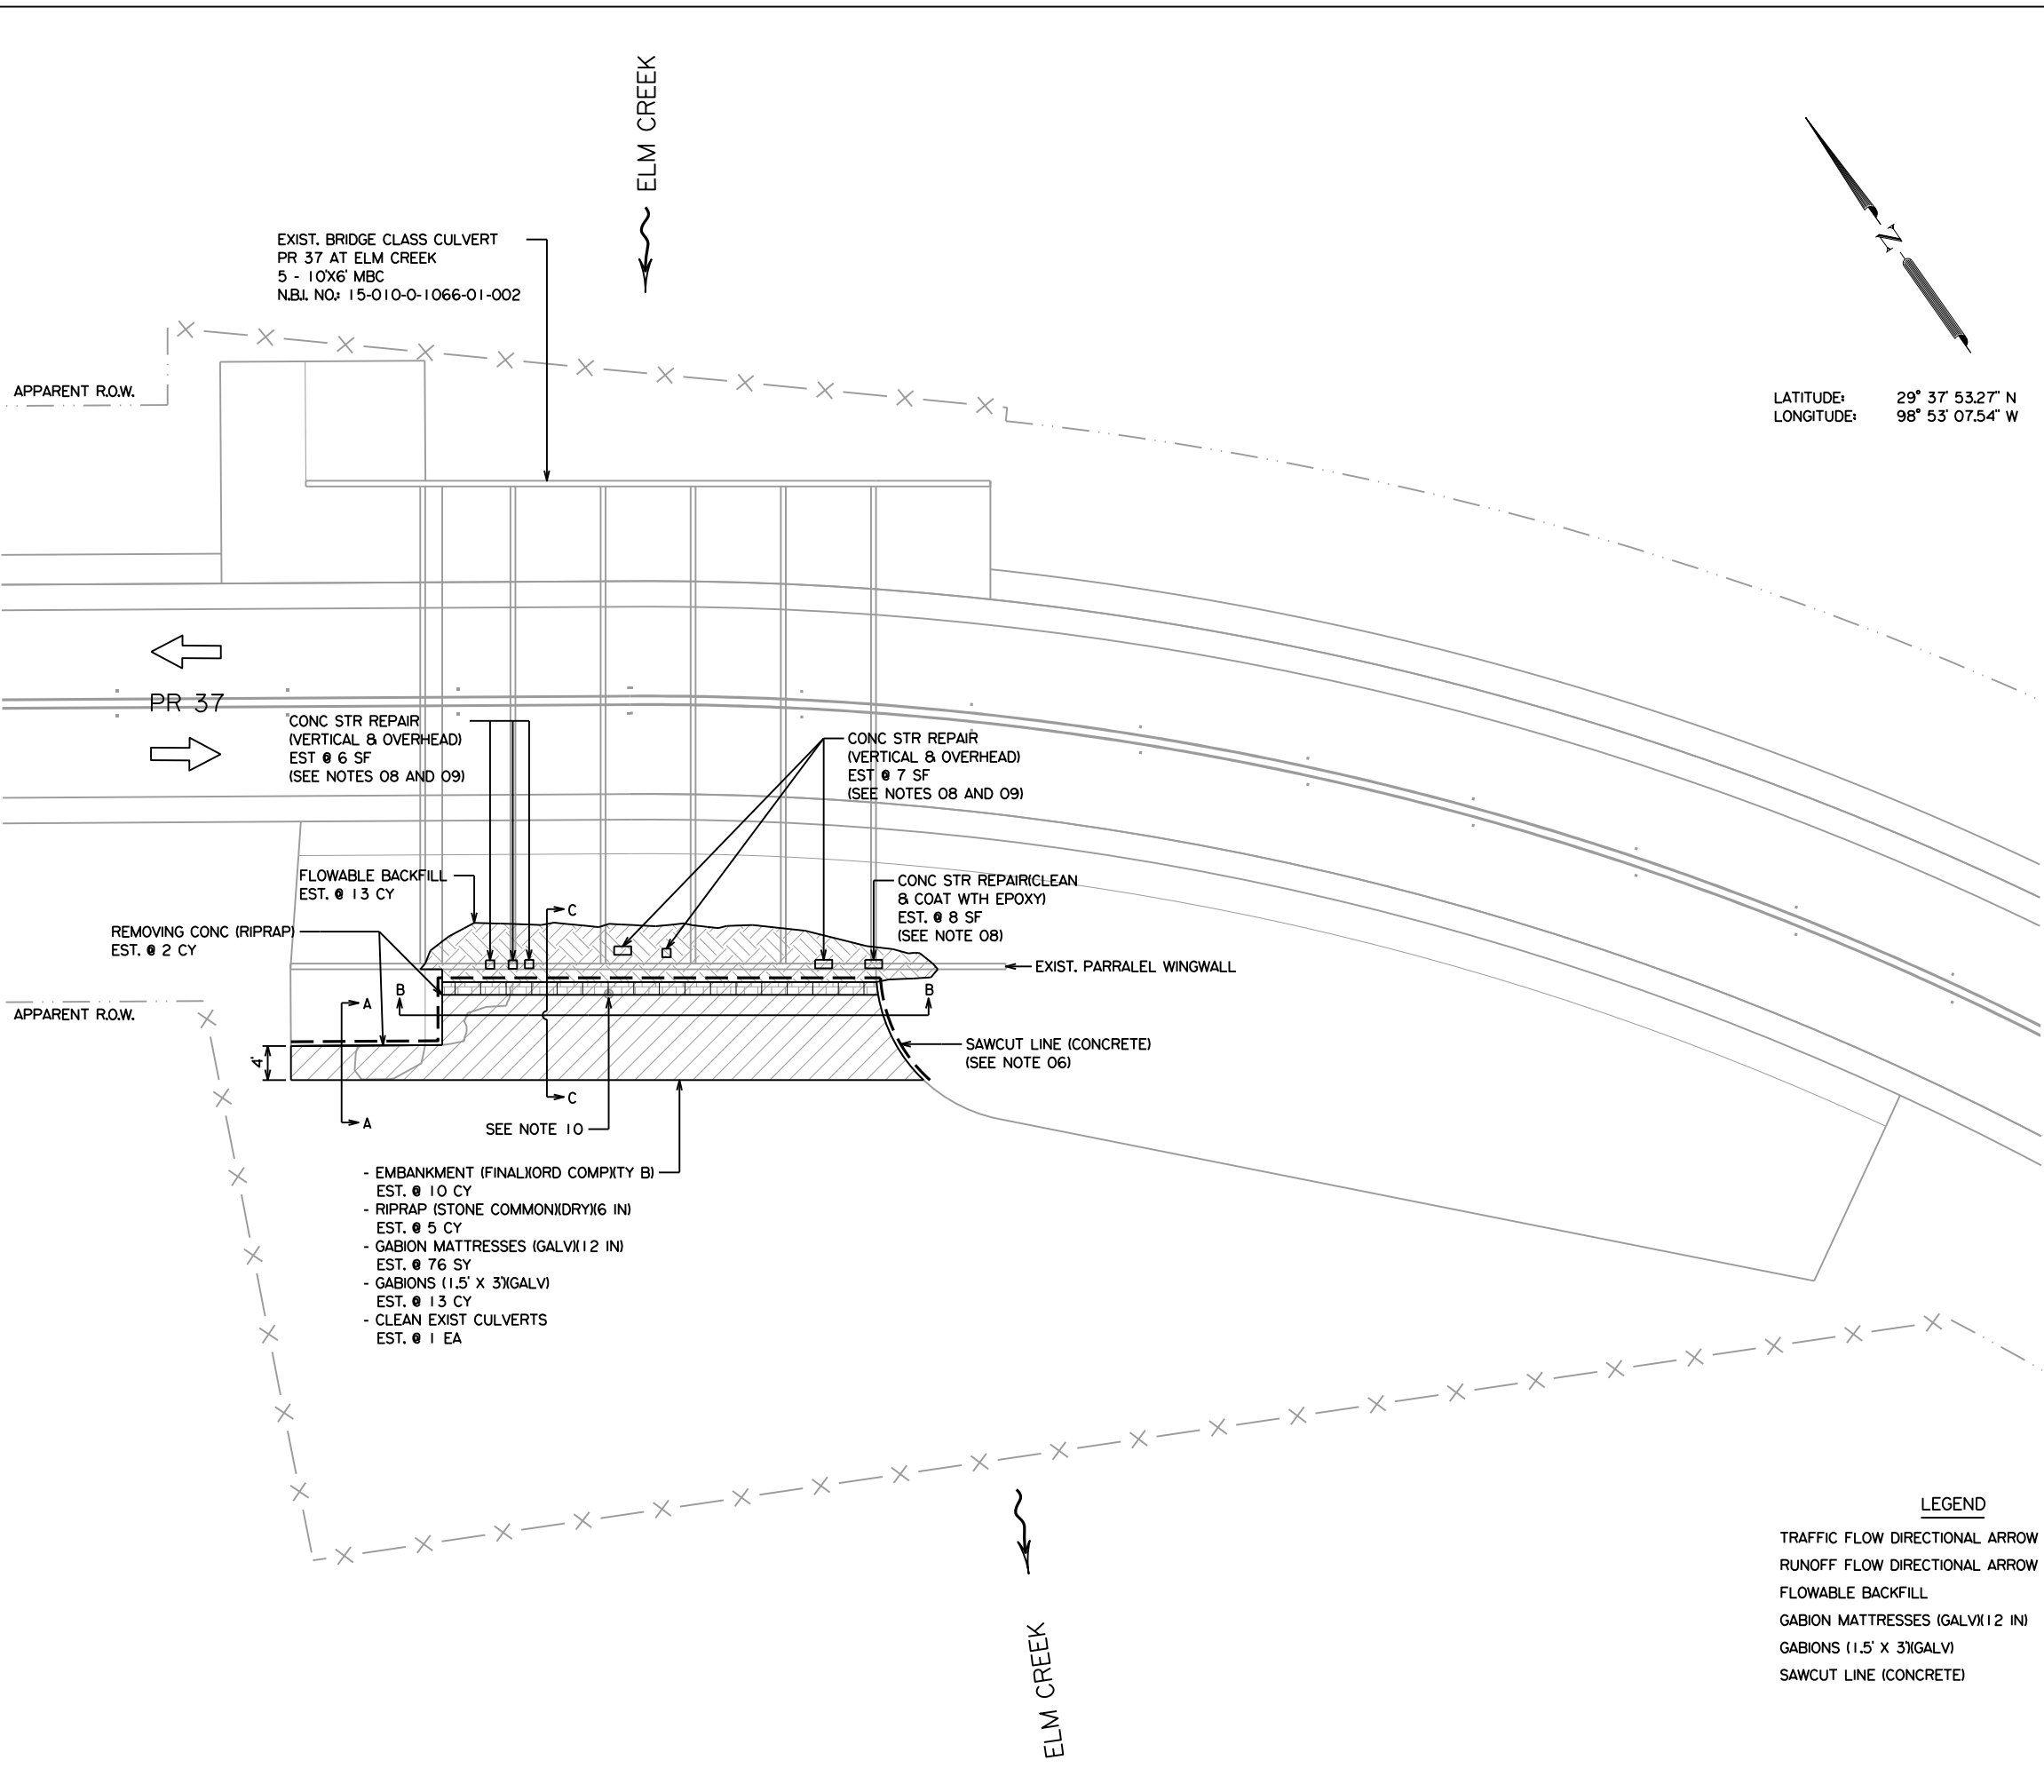 ELM CREEK
EXIST. BRIDGE CLASS CULVERT
PR 37 AT ELM CREEK
5 - 10'X6' MBC
N.B.I. NO.: 15-010-0-1066-01-002
N
APPARENT R.O.W.
LATITUDE: 29° 37' 53.27" N
LONGITUDE: 98° 53' 07.54" W
PR 37
CONC STR REPAIR
(VERTICAL & OVERHEAD)
EST @ 6 SF
(SEE NOTES 08 AND 09)
CONC STR REPAIR
(VERTICAL & OVERHEAD)
EST @ 7 SF
(SEE NOTES 08 AND 09)
FLOWABLE BACKFILL
EST. @ 13 CY
CONC STR REPAIR(CLEAN
& COAT WTH EPOXY)
EST. @ 8 SF
(SEE NOTE 08)
C
REMOVING CONC (RIPRAP)
EST. @ 2 CY
EXIST. PARRALEL WINGWALL
B
B
A
APPARENT R.O.W.
SAWCUT LINE (CONCRETE)
(SEE NOTE 06)
4'
C
A
SEE NOTE 10
- EMBANKMENT (FINAL)(ORD COMP)(TY B)
EST. @ 10 CY
- RIPRAP (STONE COMMON)(DRY)(6 IN)
EST. @ 5 CY
- GABION MATTRESSES (GALV)(12 IN)
EST. @ 76 SY
- GABIONS (1.5' X 3')(GALV)
EST. @ 13 CY
- CLEAN EXIST CULVERTS
EST. @ 1 EA
ELM CREEK
LEGEND
TRAFFIC FLOW DIRECTIONAL ARROW
RUNOFF FLOW DIRECTIONAL ARROW
FLOWABLE BACKFILL
GABION MATTRESSES (GALV)(12 IN)
GABIONS (1.5' X 3')(GALV)
SAWCUT LINE (CONCRETE)